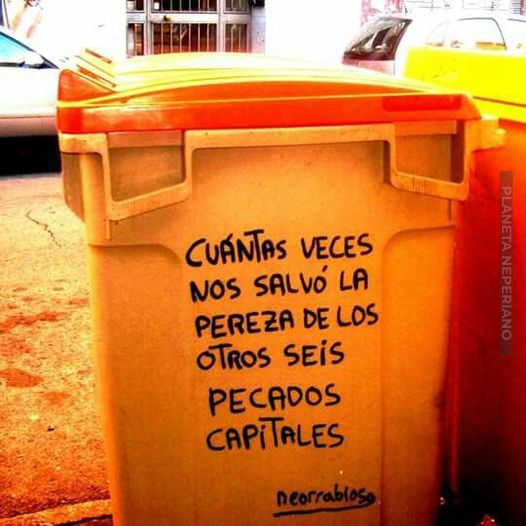 CUÁNTAS VECES
NOS SALVÓ LA
PEREZA DE LOS
OTROS SEIS
PECADOS
CAPITALES
neorrabioso
PLANETA NEPERIANO